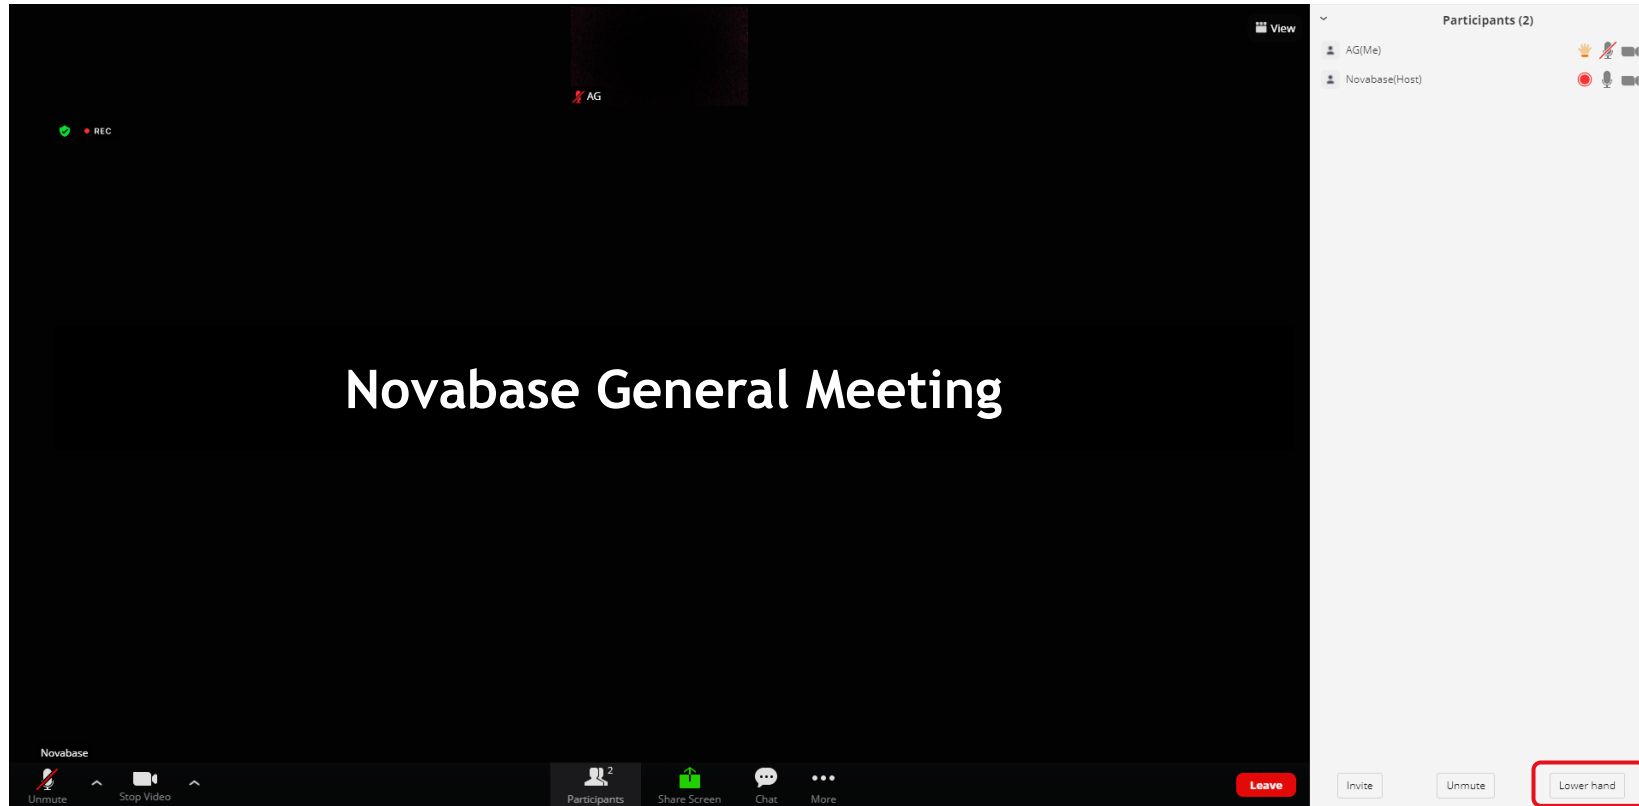 View
Participants (2)
AG(Me)
Novabase(Host)
AG
REC
Novabase General Meeting
Novabase
Unmute
Stop Video
2
Participants
Share Screen
Chat
More
Leave
Invite
Unmute
Lower hand